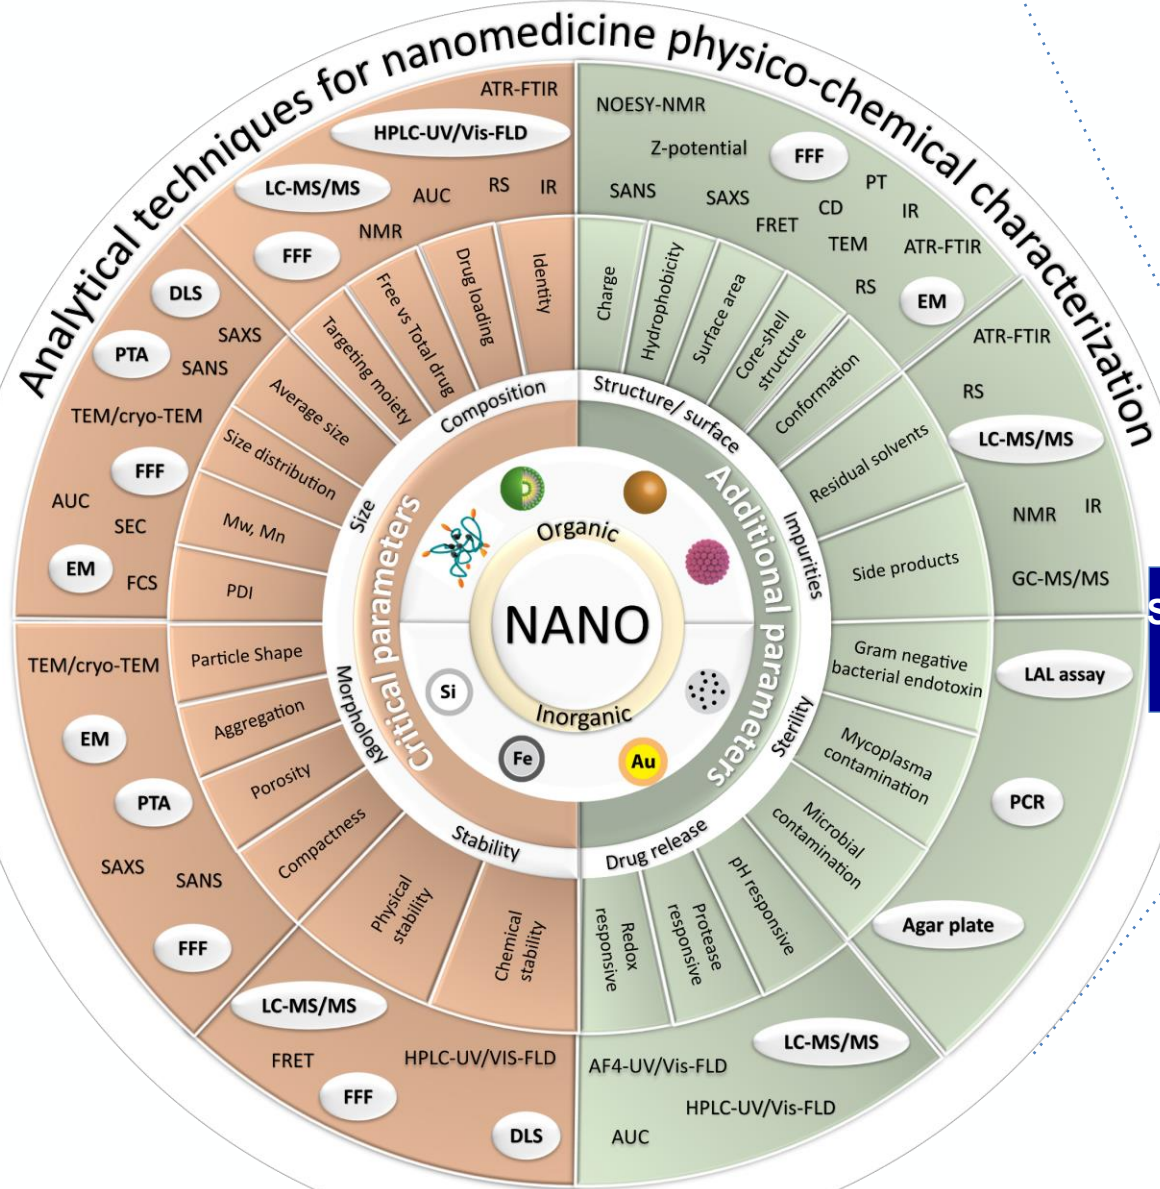 Analytical techniques for nanomedicine physico-chemical characterization
ATR-FTIR
HPLC-UV/Vis-FLD
LC-MS/MS
AUC
RS
IR
NMR
FFF
Targeting moiety
Free vs Total drug
Drug loading
Identity
Composition
NOESY-NMR
Z-potential
FFF
PT
SANS
SAXS
CD
IR
FRET
TEM
ATR-FTIR
RS
EM
Charge
Hydrophobicity
Surface area
Core-shell
structure
Conformation
Structure/ surface
ATR-FTIR
RS
LC-MS/MS
NMR
IR
GC-MS/MS
Residual solvents
Side products
Impurities
S
LAL assay
PCR
Agar plate
Gram negative
bacterial endotoxin
Mycoplasma
contamination
Microbial
contamination
Sterility
LC-MS/MS
AF4-UV/Vis-FLD
HPLC-UV/Vis-FLD
AUC
pH responsive
Protease
responsive
Redox
responsive
Drug release
LC-MS/MS
FRET
HPLC-UV/VIS-FLD
FFF
DLS
Physical
stability
Chemical
stability
Stability
TEM/cryo-TEM
EM
PTA
SAXS
SANS
FFF
Particle Shape
Aggregation
Porosity
Compactness
Morphology
DLS
SAXS
PTA
SANS
TEM/cryo-TEM
FFF
AUC
SEC
EM
FCS
Average size
Size distribution
Mw, Mn
PDI
Size
Critical parameters
Additional parameters
Organic
NANO
Inorganic
Si
Fe
Au